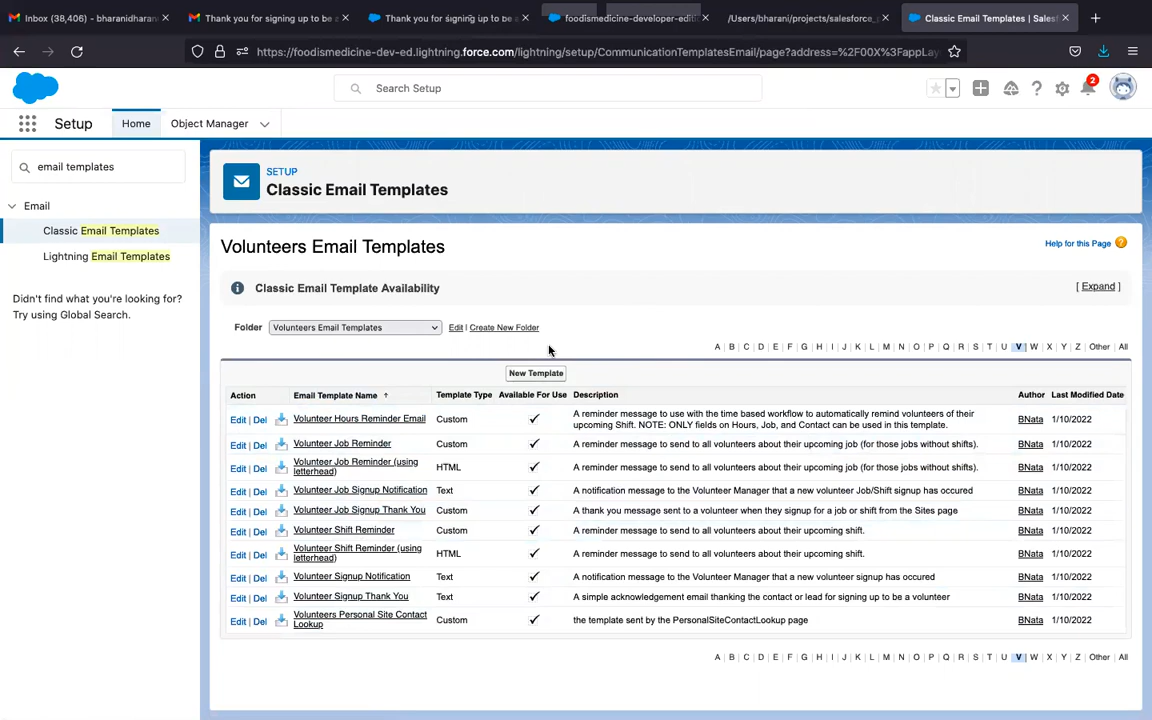 Inbox (38,406) – bharanidharan
Thank you for signing up to be a
Thank you for signing up to be a
foodismedicine-developer-editi
/Users/bharani/projects/salesforce_
Classic Email Templates | Sales
https://foodismedicine-dev-ed.lightning.force.com/lightning/setup/CommunicationTemplatesEmail/page?address=%2F00X%3FappLay
Search Setup
2
Setup
Home
Object Manager
email templates
Email
Classic Email Templates
Lightning Email Templates
Didn't find what you're looking for?
Try using Global Search.
SETUP
Classic Email Templates
Volunteers Email Templates
Help for this Page
Classic Email Template Availability
[ Expand ]
Folder Volunteers Email Templates Edit | Create New Folder
A B C D E F G H I J K L M N O P Q R S T U V W X Y Z Other All
New Template
Action Email Template Name Template Type Available For Use Description Author Last Modified Date
Edit | Del Volunteer Hours Reminder Email Custom A reminder message to use with the time based workflow to automatically remind volunteers of their upcoming Shift. NOTE: ONLY fields on Hours, Job, and Contact can be used in this template. BNata 1/10/2022
Edit | Del Volunteer Job Reminder Custom A reminder message to send to all volunteers about their upcoming job (for those jobs without shifts). BNata 1/10/2022
Edit | Del Volunteer Job Reminder (using letterhead) HTML A reminder message to send to all volunteers about their upcoming job (for those jobs without shifts). BNata 1/10/2022
Edit | Del Volunteer Job Signup Notification Text A notification message to the Volunteer Manager that a new volunteer Job/Shift signup has occured BNata 1/10/2022
Edit | Del Volunteer Job Signup Thank You Custom A thank you message sent to a volunteer when they signup for a job or shift from the Sites page BNata 1/10/2022
Edit | Del Volunteer Shift Reminder Custom A reminder message to send to all volunteers about their upcoming shift. BNata 1/10/2022
Edit | Del Volunteer Shift Reminder (using letterhead) HTML A reminder message to send to all volunteers about their upcoming shift. BNata 1/10/2022
Edit | Del Volunteer Signup Notification Text A notification message to the Volunteer Manager that a new volunteer signup has occured BNata 1/10/2022
Edit | Del Volunteer Signup Thank You Text A simple acknowledgement email thanking the contact or lead for signing up to be a volunteer BNata 1/10/2022
Edit | Del Volunteers Personal Site Contact Lookup Custom the template sent by the PersonalSiteContactLookup page BNata 1/10/2022
A B C D E F G H I J K L M N O P Q R S T U V W X Y Z Other All